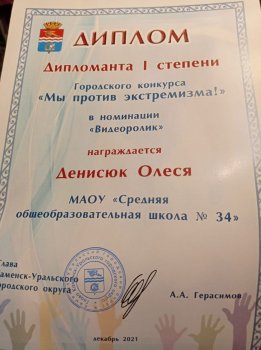 ДИПЛОМ
Дипломанта I степени
Городского конкурса
«Мы против экстремизма!»
в номинации
«Видеоролик»
награждается
Денисюк Олеся
МАОУ «Средняя
общеобразовательная школа № 34»
Глава
Каменск-Уральского
городского округа
А.А. Герасимов
декабрь 2021